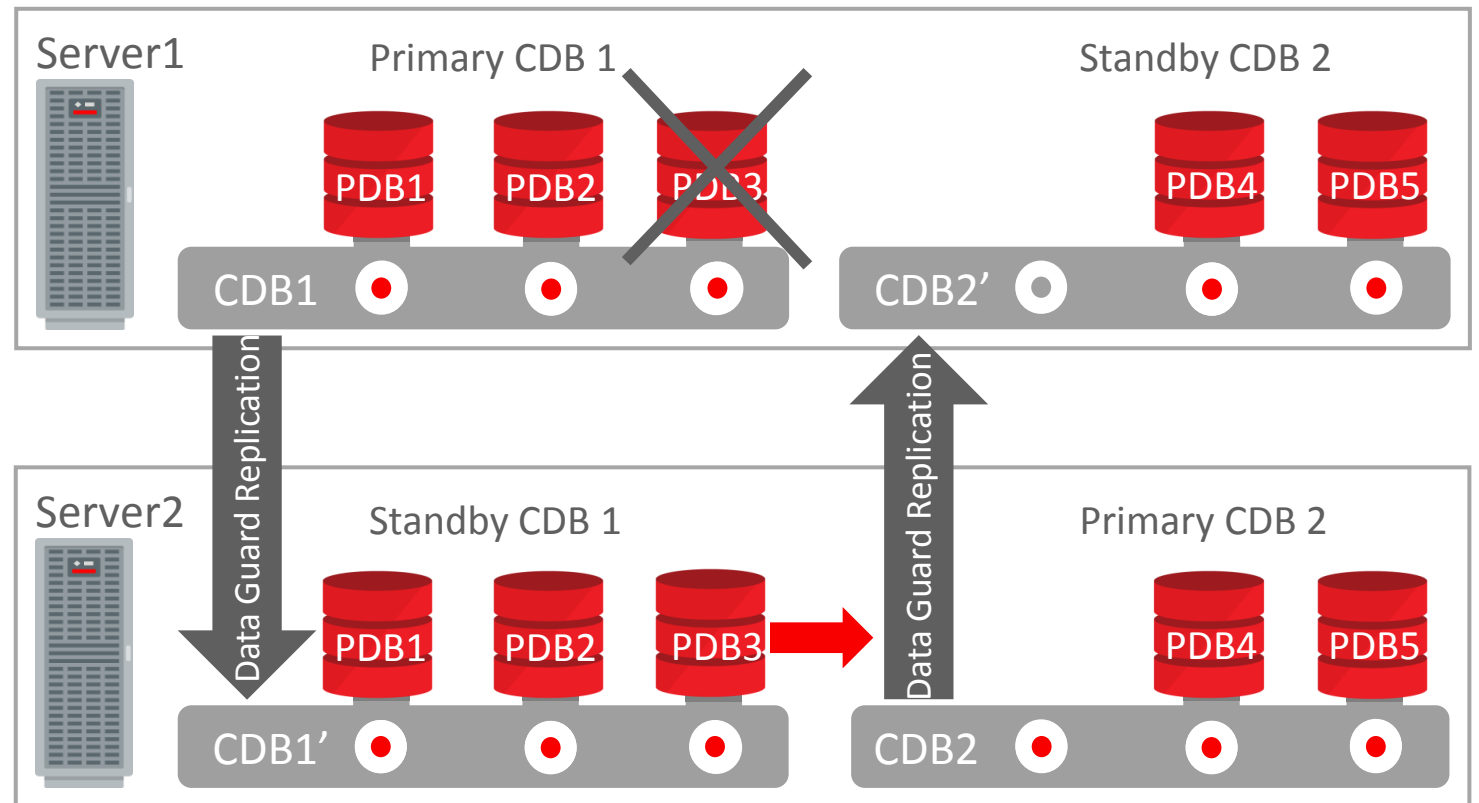 Server1
Primary CDB 1
Standby CDB 2
PDB1
PDB2
PDB3
PDB4
PDB5
CDB1
CDB2’
Data Guard Replication
Data Guard Replication
Server2
Standby CDB 1
Primary CDB 2
PDB1
PDB2
PDB3
PDB4
PDB5
CDB1’
CDB2